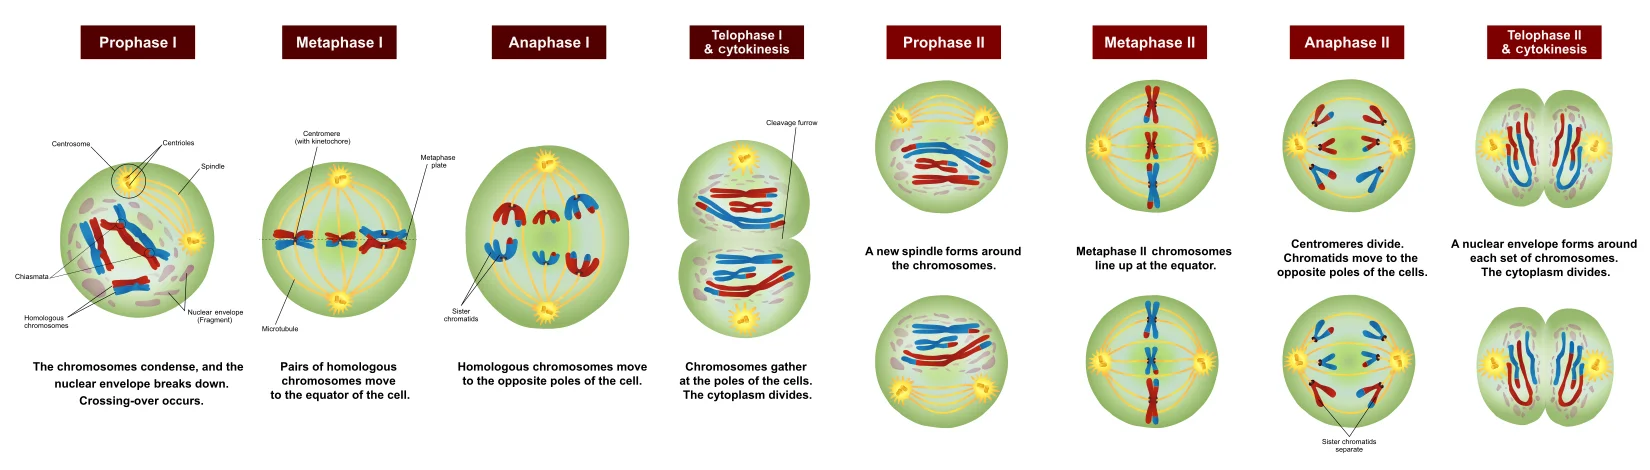 Prophase I
Metaphase I
Anaphase I
Telophase I
& Cytokinesis
Prophase II
Metaphase II
Anaphase II
Telophase II
& Cytokinesis
Centrosome
Centrioles
Spindle
Chiasmata
Homologous
chromosomes
Nuclear envelope
(Fragment)
The chromosomes condense, and the
nuclear envelope breaks down.
Crossing-over occurs.
Centromere
(with kinetochore)
Metaphase
plate
Microtubule
Pairs of homologous
chromosomes move
to the equator of the cell.
Sister
chromatids
Homologous chromosomes move
to the opposite poles of the cell.
Cleavage furrow
Chromosomes gather
at the poles of the cells.
The cytoplasm divides.
A new spindle forms around
the chromosomes.
Metaphase II chromosomes
line up at the equator.
Centromeres divide.
Chromatids move to the
opposite poles of the cells.
Sister chromatids
separate
A nuclear envelope forms around
each set of chromosomes.
The cytoplasm divides.